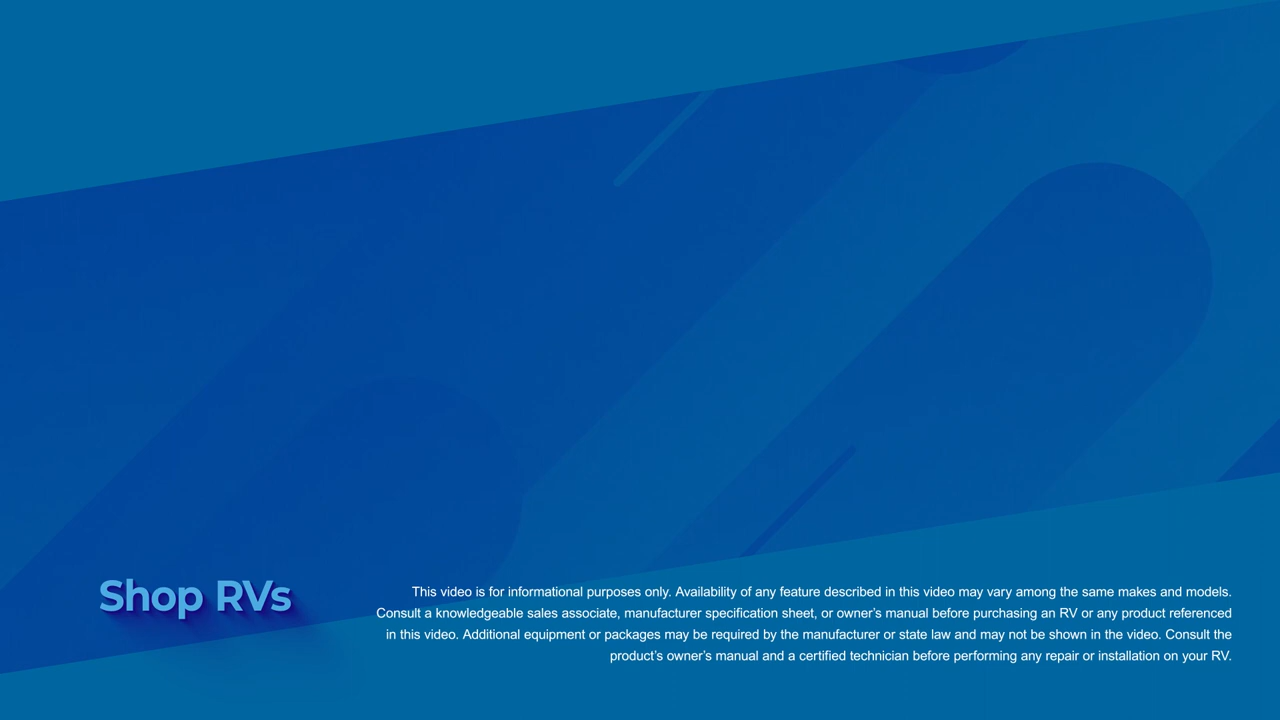 Shop RVs
This video is for informational purposes only. Availability of any feature described in this video may vary among the same makes and models.
Consult a knowledgeable sales associate, manufacturer specification sheet, or owner’s manual before purchasing an RV or any product referenced
in this video. Additional equipment or packages may be required by the manufacturer or state law and may not be shown in the video. Consult the
product’s owner’s manual and a certified technician before performing any repair or installation on your RV.